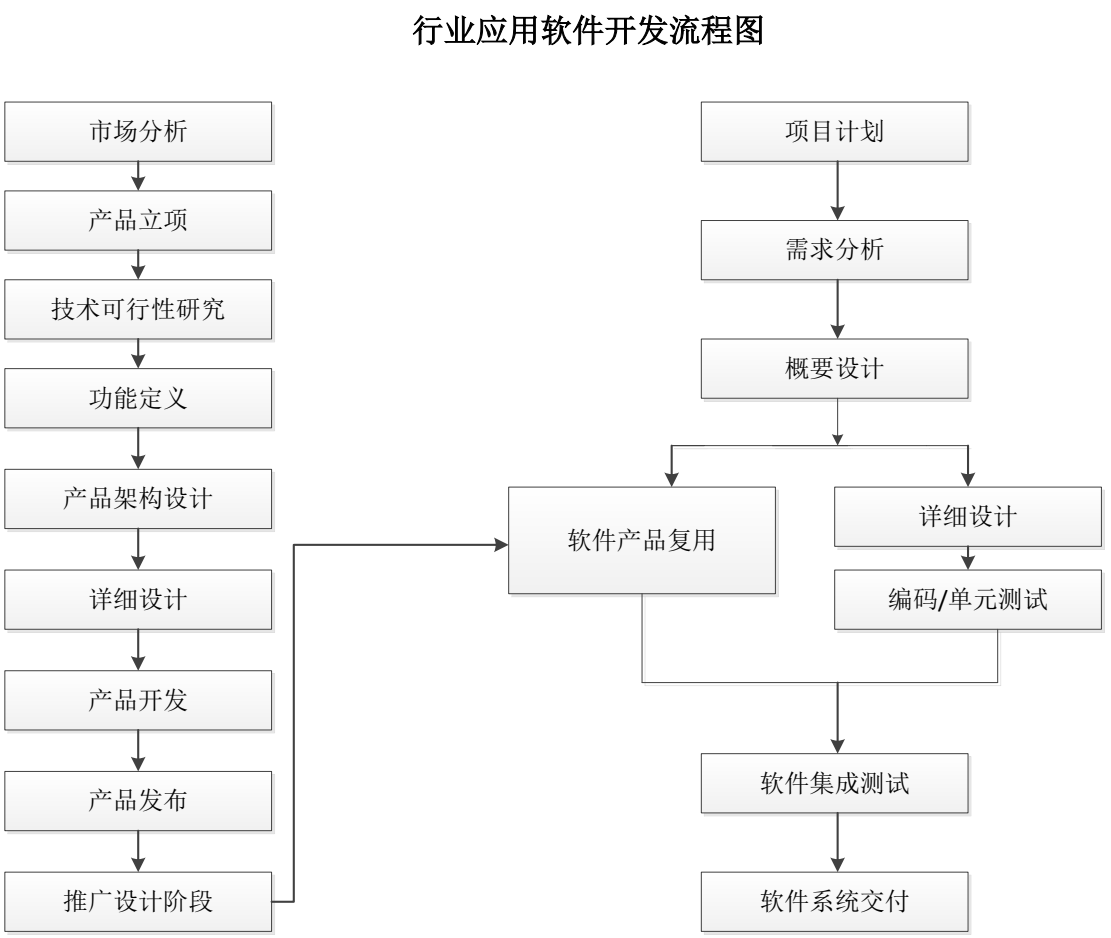 行业应用软件开发流程图
市场分析
产品立项
技术可行性研究
功能定义
产品架构设计
详细设计
产品开发
产品发布
推广设计阶段
项目计划
需求分析
概要设计
软件产品复用
详细设计
编码/单元测试
软件集成测试
软件系统交付